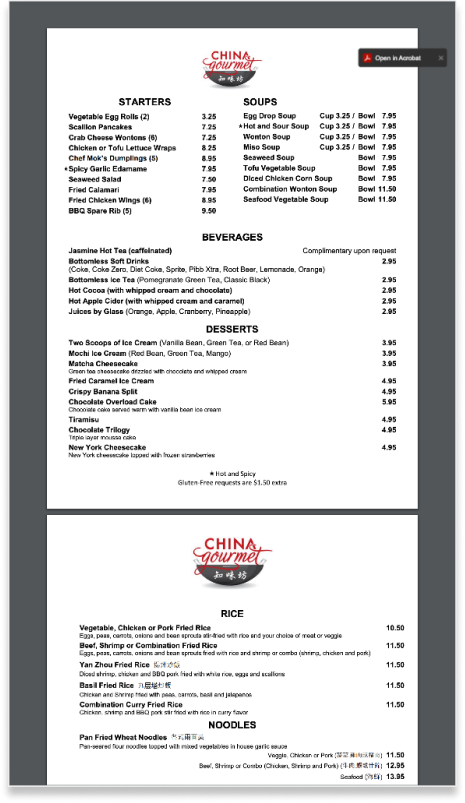 CHINA
gourmet
知味坊
Open in Acrobat
STARTERS
Vegetable Egg Rolls (2) 3.25
Scallion Pancakes 7.25
Crab Cheese Wontons (6) 7.25
Chicken or Tofu Lettuce Wraps 8.25
Chef Mok's Dumplings (5) 8.95
★Spicy Garlic Edamame 7.95
Seaweed Salad 7.50
Fried Calamari 7.95
Fried Chicken Wings (6) 8.95
BBQ Spare Rib (5) 9.50
SOUPS
Egg Drop Soup Cup 3.25 / Bowl 7.95
★Hot and Sour Soup Cup 3.25 / Bowl 7.95
Wonton Soup Cup 3.25 / Bowl 7.95
Miso Soup Cup 3.25 / Bowl 7.95
Seaweed Soup Bowl 7.95
Tofu Vegetable Soup Bowl 7.95
Diced Chicken Corn Soup Bowl 7.95
Combination Wonton Soup Bowl 11.50
Seafood Vegetable Soup Bowl 11.50
BEVERAGES
Jasmine Hot Tea (caffeinated) Complimentary upon request
Bottomless Soft Drinks 2.95
(Coke, Coke Zero, Diet Coke, Sprite, Pibb Xtra, Root Beer, Lemonade, Orange)
Bottomless Ice Tea (Pomegranate Green Tea, Classic Black) 2.95
Hot Cocoa (with whipped cream and chocolate) 2.95
Hot Apple Cider (with whipped cream and caramel) 2.95
Juices by Glass (Orange, Apple, Cranberry, Pineapple) 2.95
DESSERTS
Two Scoops of Ice Cream (Vanilla Bean, Green Tea, or Red Bean) 3.95
Mochi Ice Cream (Red Bean, Green Tea, Mango) 3.95
Matcha Cheesecake 3.95
Green tea cheesecake drizzled with chocolate and whipped cream
Fried Caramel Ice Cream 4.95
Crispy Banana Split 4.95
Chocolate Overload Cake 5.95
Chocolate cake served warm with vanilla bean ice cream
Tiramisu 4.95
Chocolate Trilogy 4.95
Triple layer mousse cake
New York Cheesecake 4.95
New York cheesecake topped with frozen strawberries
★Hot and Spicy
Gluten-Free requests are $1.50 extra
CHINA
gourmet
知味坊
RICE
Vegetable, Chicken or Pork Fried Rice 10.50
Eggs, peas, carrots, onions and bean sprouts stir-fried with rice and your choice of meat or veggie
Beef, Shrimp or Combination Fried Rice 11.50
Eggs, peas, carrots, onions and bean sprouts fried with rice and shrimp or combo (shrimp, chicken and pork)
Yan Zhou Fried Rice 11.50
Diced shrimp, chicken and BBQ pork fried with white rice, eggs and scallions
Basil Fried Rice 九層塔炒飯 11.50
Chicken and Shrimp fried with peas, carrots, basil and jalapenos
Combination Curry Fried Rice 11.50
Chicken, shrimp and BBQ pork stir fried with rice in curry flavor
NOODLES
Pan Fried Wheat Noodles
Pan-seared flour noodles topped with mixed vegetables in house garlic sauce
Veggie, Chicken or Pork 11.50
Beef, Shrimp or Combo (Chicken, Shrimp and Pork) 12.95
Seafood (海鮮) 13.95